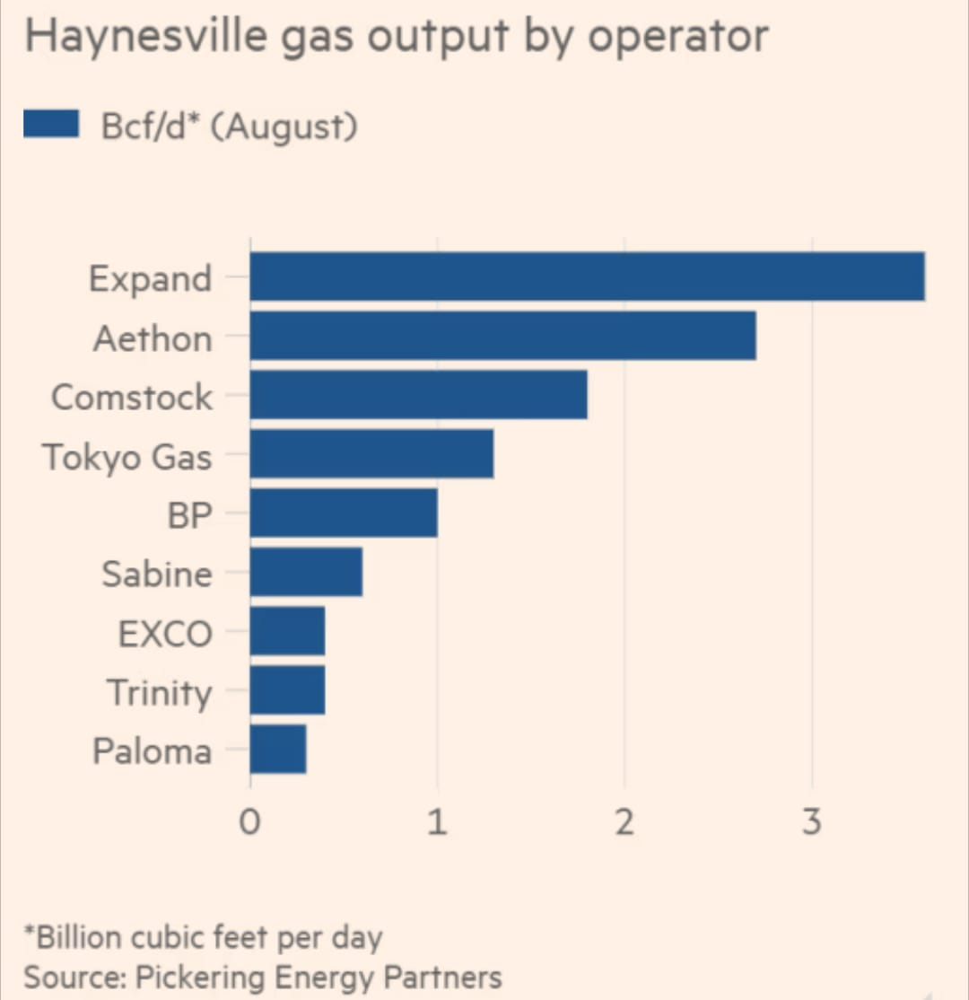 Haynesville gas output by operator
Bcf/d* (August)
Expand
Aethon
Comstock
Tokyo Gas
BP
Sabine
EXCO
Trinity
Paloma
0 1 2 3
*Billion cubic feet per day
Source: Pickering Energy Partners